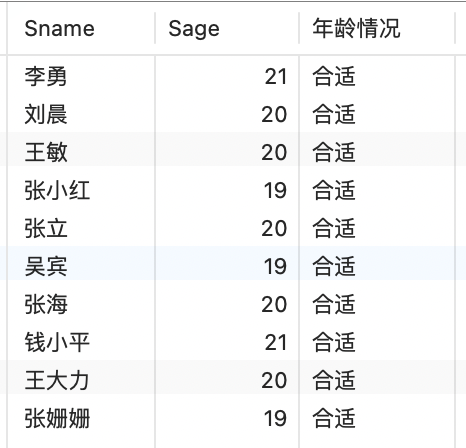 Sname Sage 年龄情况
李勇 21 合适
刘晨 20 合适
王敏 20 合适
张小红 19 合适
张立 20 合适
吴宾 19 合适
张海 20 合适
钱小平 21 合适
王大力 20 合适
张姗姗 19 合适